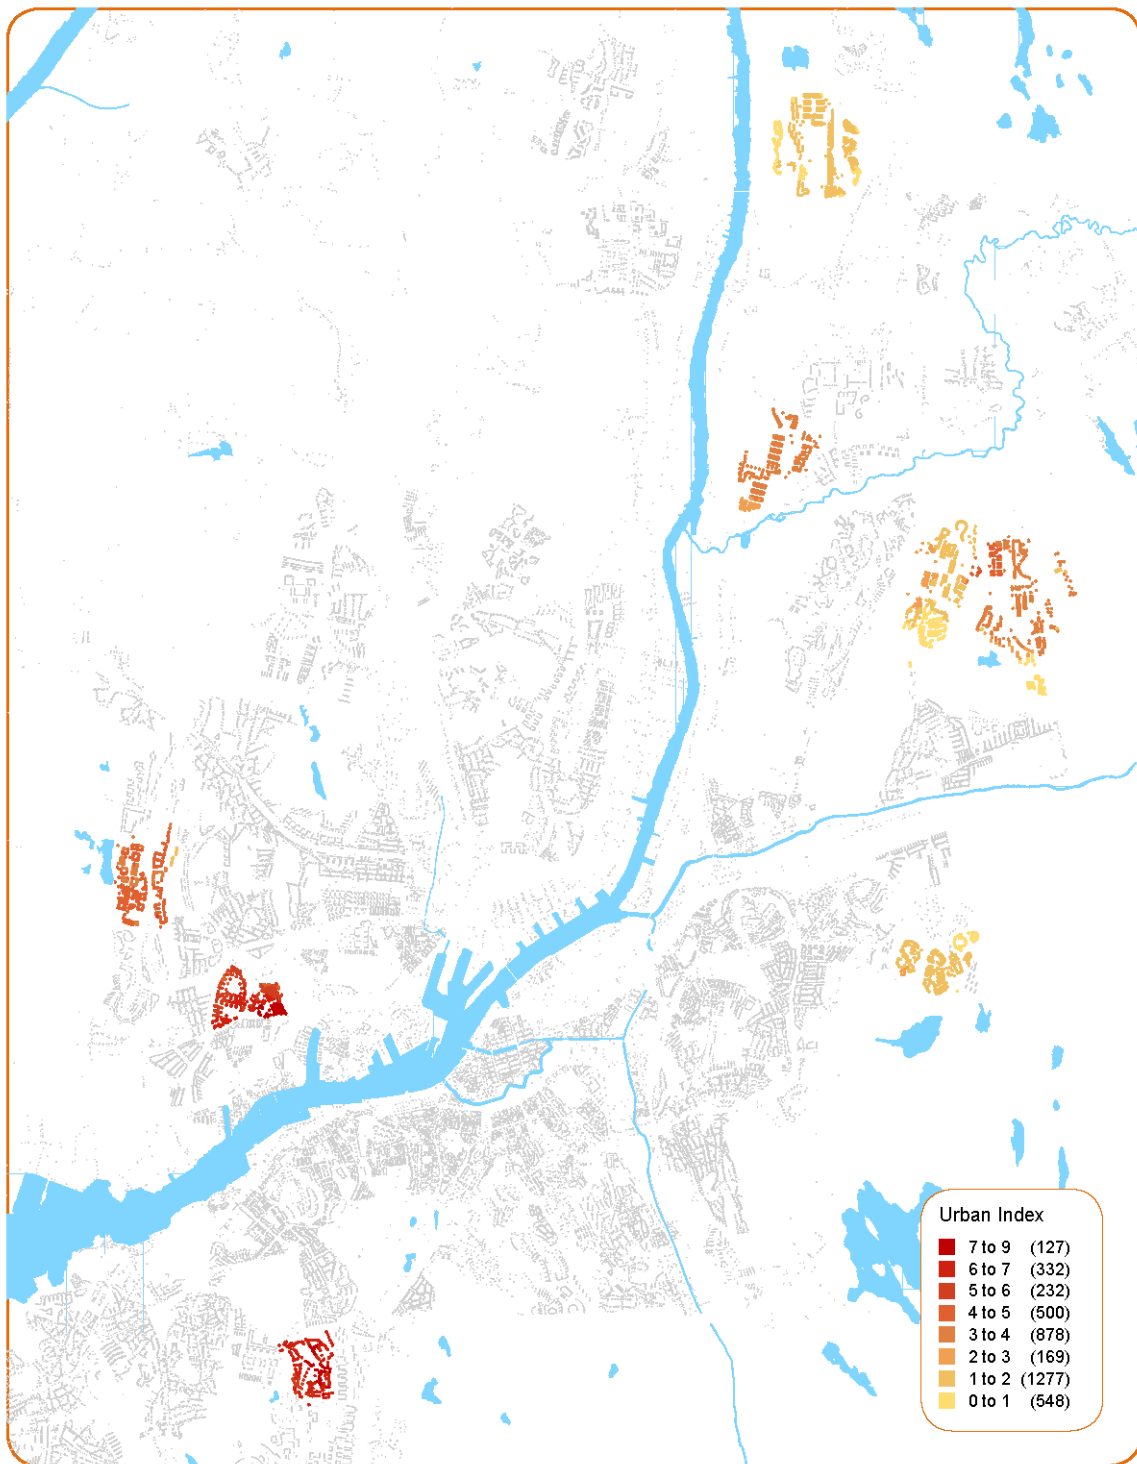 Urban Index
7 to 9 (127)
6 to 7 (332)
5 to 6 (232)
4 to 5 (500)
3 to 4 (878)
2 to 3 (169)
1 to 2 (1277)
0 to 1 (548)